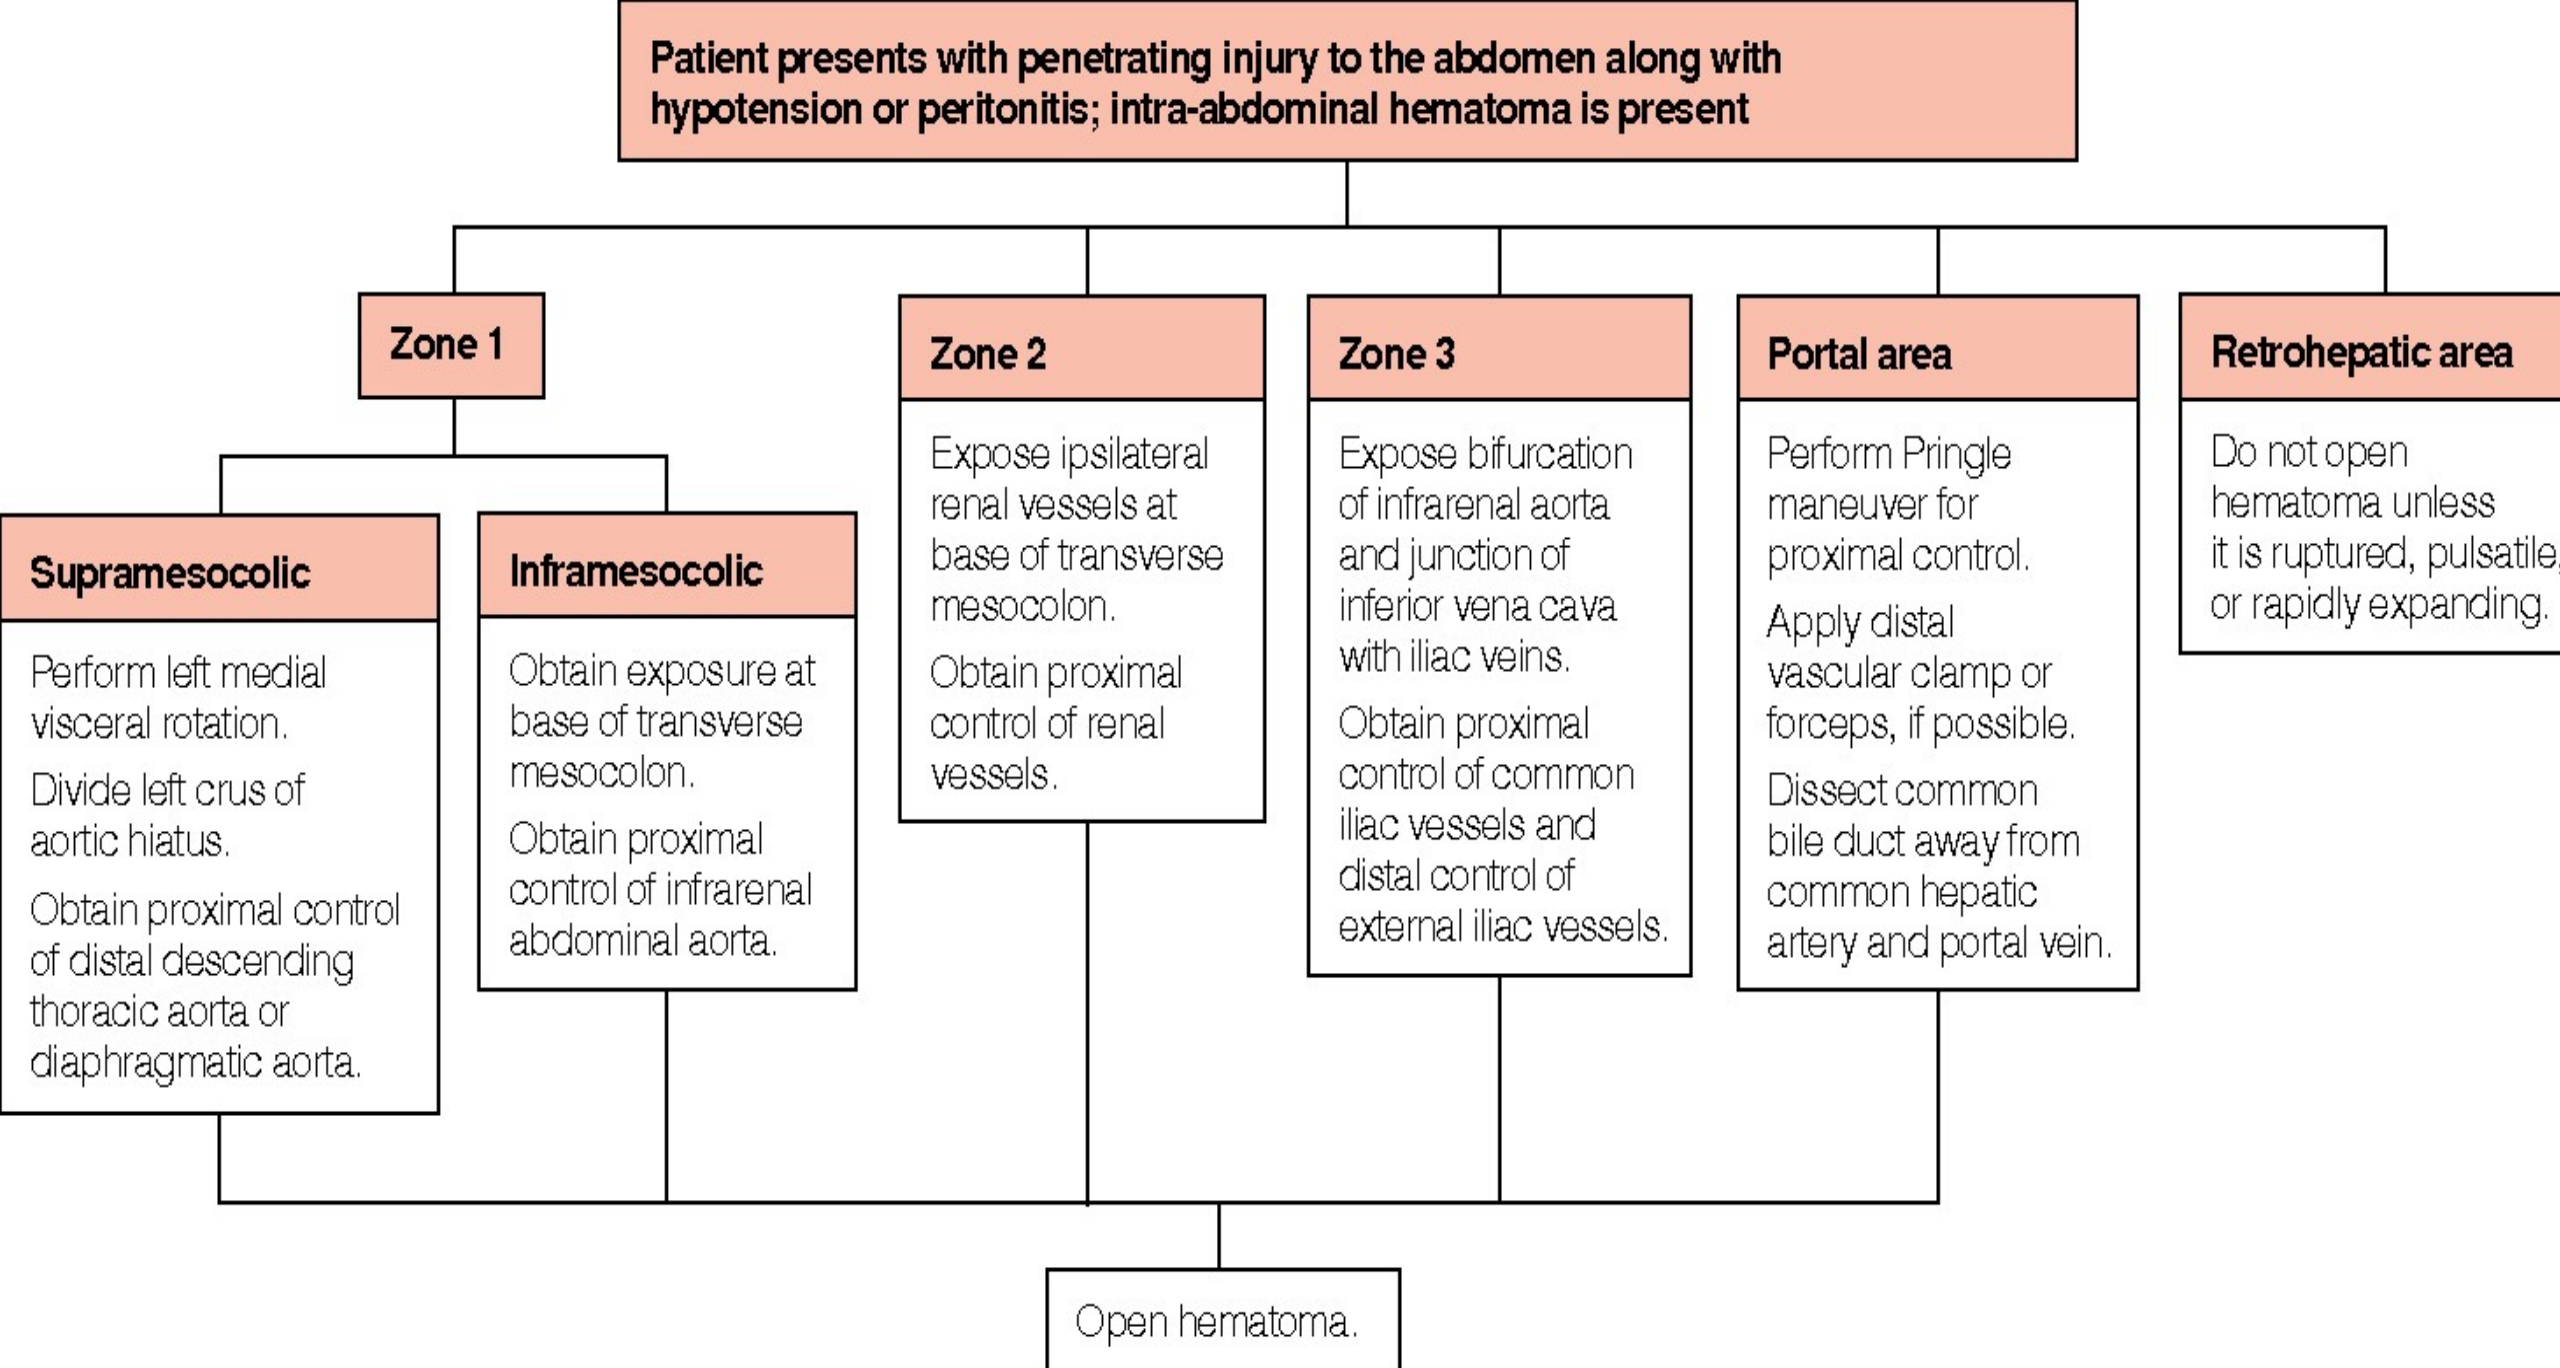 Patient presents with penetrating injury to the abdomen along with
hypotension or peritonitis; intra-abdominal hematoma is present
Zone 1
Supramesocolic
Perform left medial
visceral rotation.
Divide left crus of
aortic hiatus.
Obtain proximal control
of distal descending
thoracic aorta or
diaphragmatic aorta.
Inframesocolic
Obtain exposure at
base of transverse
mesocolon.
Obtain proximal
control of infrarenal
abdominal aorta.
Zone 2
Expose ipsilateral
renal vessels at
base of transverse
mesocolon.
Obtain proximal
control of renal
vessels.
Zone 3
Expose bifurcation
of infrarenal aorta
and junction of
inferior vena cava
with iliac veins.
Obtain proximal
control of common
iliac vessels and
distal control of
external iliac vessels.
Portal area
Perform Pringle
maneuver for
proximal control.
Apply distal
vascular clamp or
forceps, if possible.
Dissect common
bile duct away from
common hepatic
artery and portal vein.
Retrohepatic area
Do not open
hematoma unless
it is ruptured, pulsatile,
or rapidly expanding.
Open hematoma.